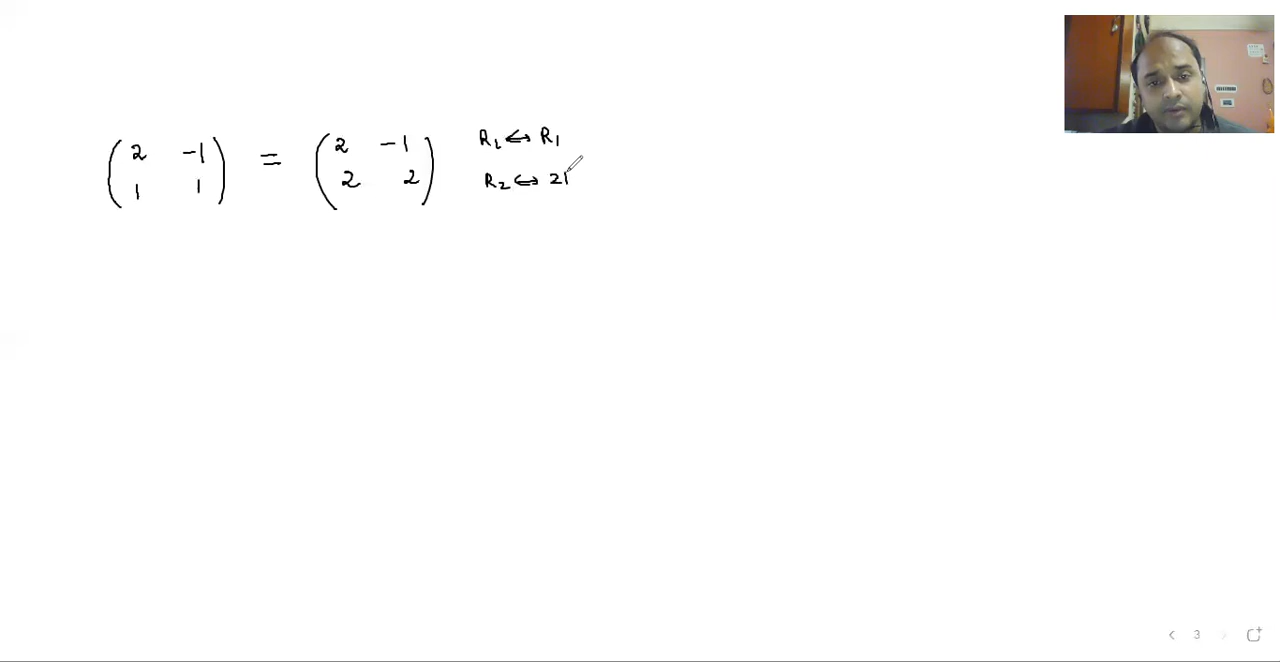 ( 2 -1 ) = ( 2 -1 ) R1 ↔ R1
( 1 1 ) ( 2 2 ) R2 ↔ 2
3